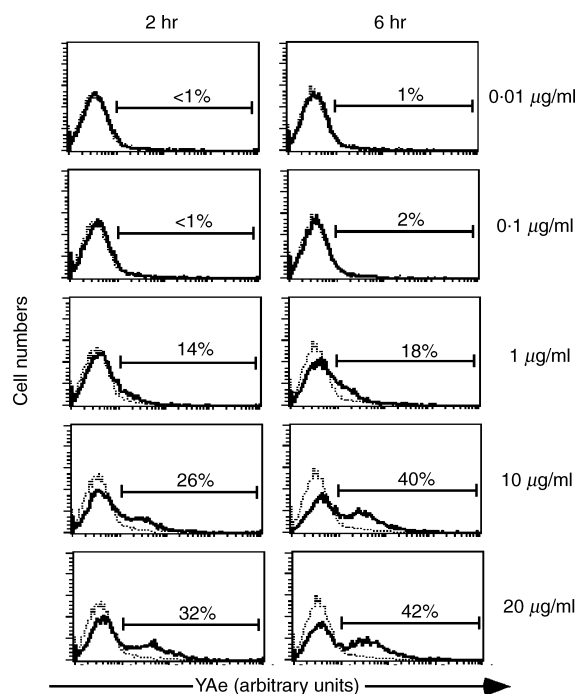 2 hr 6 hr
<1% 1% 0·01 µg/ml
<1% 2% 0·1 µg/ml
14% 18% 1 µg/ml
26% 40% 10 µg/ml
32% 42% 20 µg/ml
Cell numbers
YAe (arbitrary units)